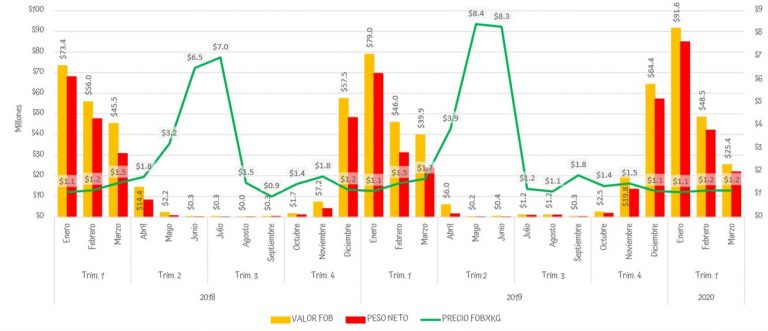 $100
$90
$80
$70
$60
$50
$40
$30
$20
$10
$0
Millones
$9
$8
$7
$6
$5
$4
$3
$2
$1
$0
$73.4
$56.0
$45.5
$14.4
$2.2
$0.3
$0.3
$0.0
$0.3
$1.7
$7.2
$57.5
$79.0
$46.0
$39.9
$6.0
$0.2
$0.4
$1.2
$1.2
$0.3
$2.5
$19.8
$64.4
$91.6
$48.5
$25.4
$1.1
$1.2
$1.5
$1.8
$3.2
$6.5
$7.0
$1.5
$0.9
$1.4
$1.8
$1.2
$1.1
$1.5
$1.7
$3.9
$8.4
$8.3
$1.2
$1.1
$1.8
$1.4
$1.5
$1.1
$1.1
$1.2
$1.2
Enero
Febrero
Marzo
Abril
Mayo
Junio
Julio
Agosto
Septiembre
Octubre
Noviembre
Diciembre
Enero
Febrero
Marzo
Abril
Mayo
Junio
Julio
Agosto
Septiembre
Octubre
Noviembre
Diciembre
Enero
Febrero
Marzo
Trim. 1 Trim. 2 Trim. 3 Trim. 4 Trim. 1 Trim.2 Trim. 3 Trim. 4 Trim. 1
2018 2019 2020
VALOR FOB PESO NETO PRECIO FOBXKG